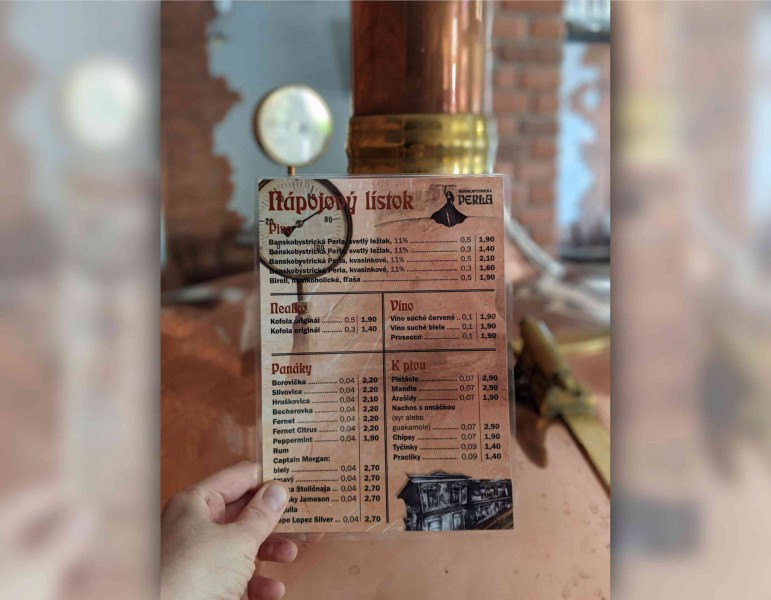 Nápojový lístok
BANSKOBYSTRICKÁ
PERLA
20
80
100
Pivo
Banskobystrická Perla, svetlý ležiak, 11% 0,5 1,90
Banskobystrická Perla, svetlý ležiak, 11% 0,3 1,40
Banskobystrická Perla, kvasinkové, 11% 0,5 2,10
Banskobystrická Perla, kvasinkové, 11% 0,3 1,60
Birell, nealkoholické, fľaša 0,5 1,90
Nealko
Kofola originál 0,5 1,90
Kofola originál 0,3 1,40
Víno
Víno suché červené 0,1 1,90
Víno suché biele 0,1 1,90
Prosecco 0,1 1,90
Panáky
Borovička 0,04 2,20
Slivovica 0,04 2,20
Hruškovica 0,04 2,10
Becherovka 0,04 2,20
Fernet 0,04 2,20
Fernet Citrus 0,04 2,20
Peppermint 0,04 1,90
Rum
Captain Morgan:
biely 0,04 2,70
tmavý 0,04 2,70
Stoličnaja 0,04 2,70
Jameson 0,04 2,70
Lopez Sliver 0,04 2,70
K pivu
Pistácie 0,07 2,90
Mandle 0,07 2,90
Arašidy 0,07 1,90
Nachos s omáčkou
(syr alebo
guakamole) 0,07 2,90
Chipsy 0,07 1,90
Tyčinky 0,09 1,40
Praclíky 0,09 1,40